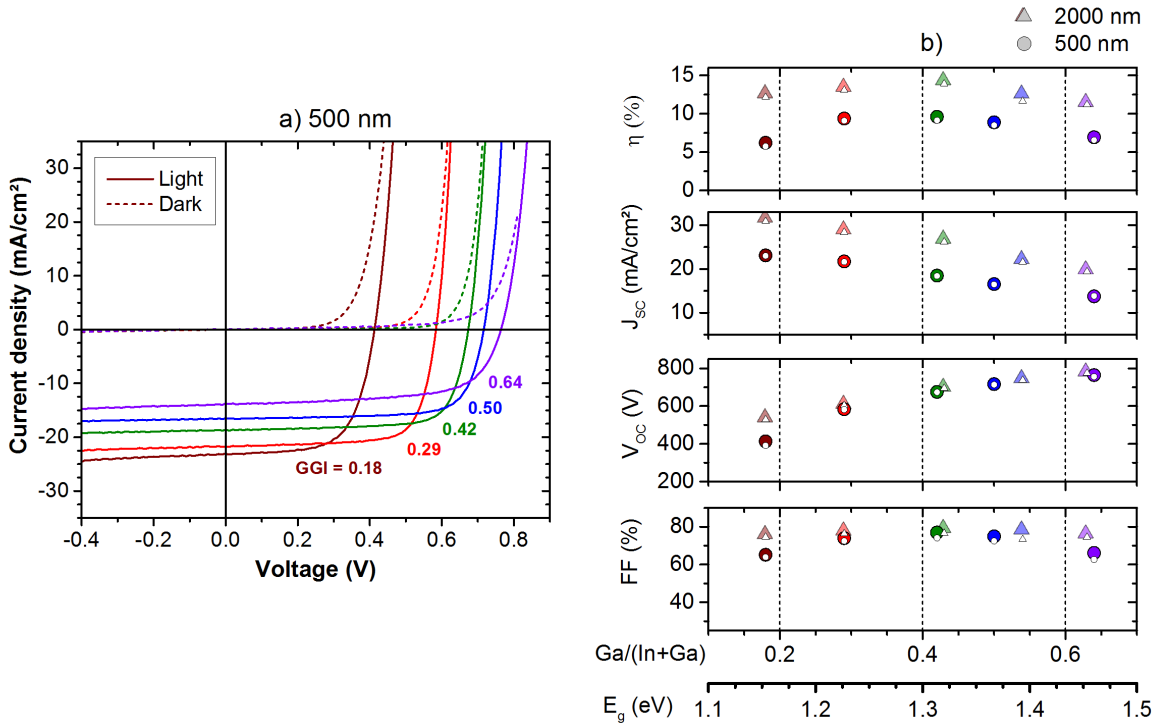 a) 500 nm
Light
Dark
Current density (mA/cm²)
30
20
10
0
-10
-20
-30
-0.4
-0.2
0.0
0.2
0.4
0.6
0.8
Voltage (V)
GGI = 0.18
0.29
0.42
0.50
0.64
b)
2000 nm
500 nm
η (%)
15
10
5
0
J_SC (mA/cm²)
30
20
10
V_OC (V)
800
600
400
200
FF (%)
80
60
40
Ga/(In+Ga)
0.2
0.4
0.6
E_g (eV)
1.1
1.2
1.3
1.4
1.5